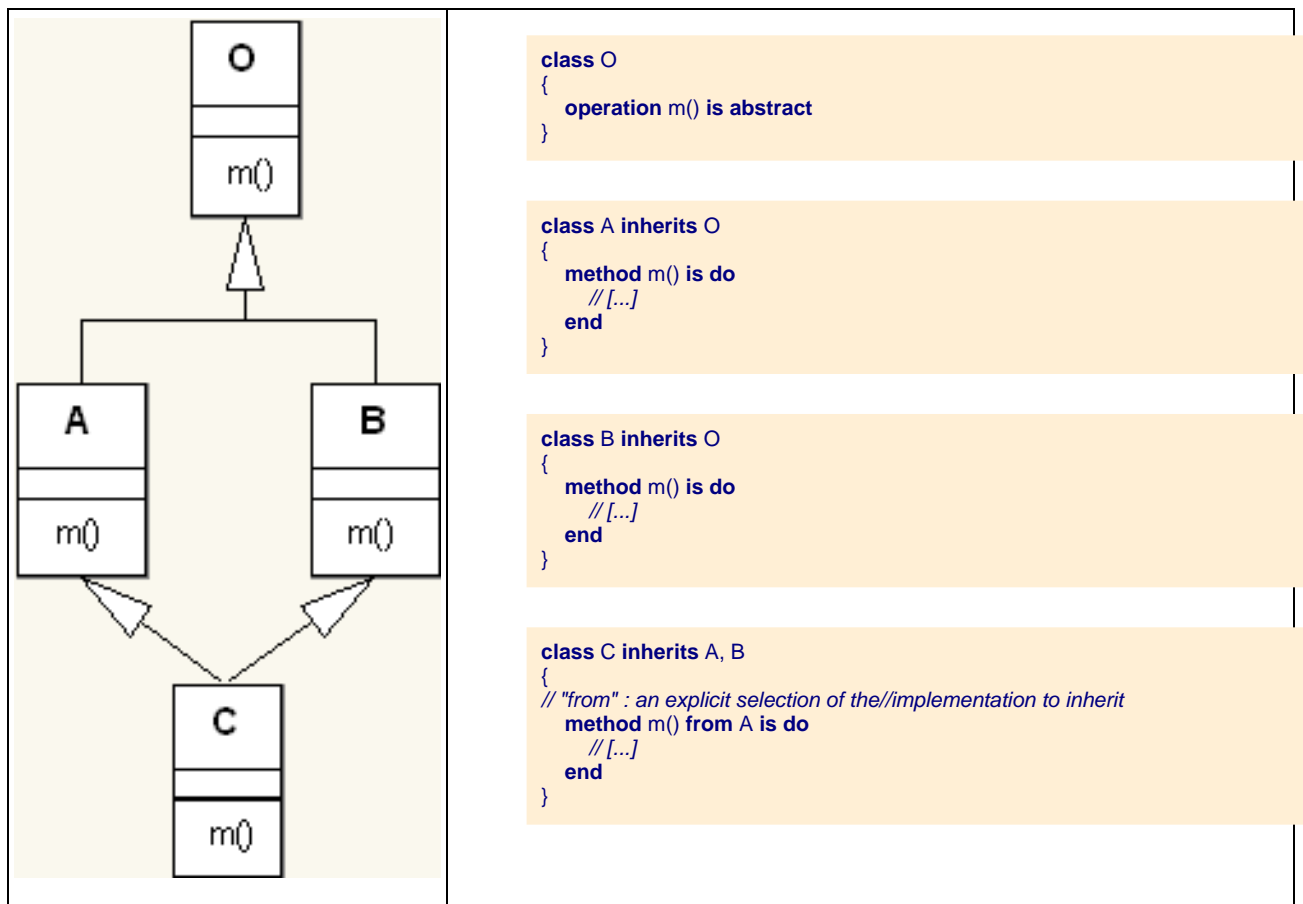 O
m()
A
B
m()
m()
C
m()
class O
{
operation m() is abstract
}
class A inherits O
{
method m() is do
// [...]
end
}
class B inherits O
{
method m() is do
// [...]
end
}
class C inherits A, B
{
// "from" : an explicit selection of the//implementation to inherit
method m() from A is do
// [...]
end
}